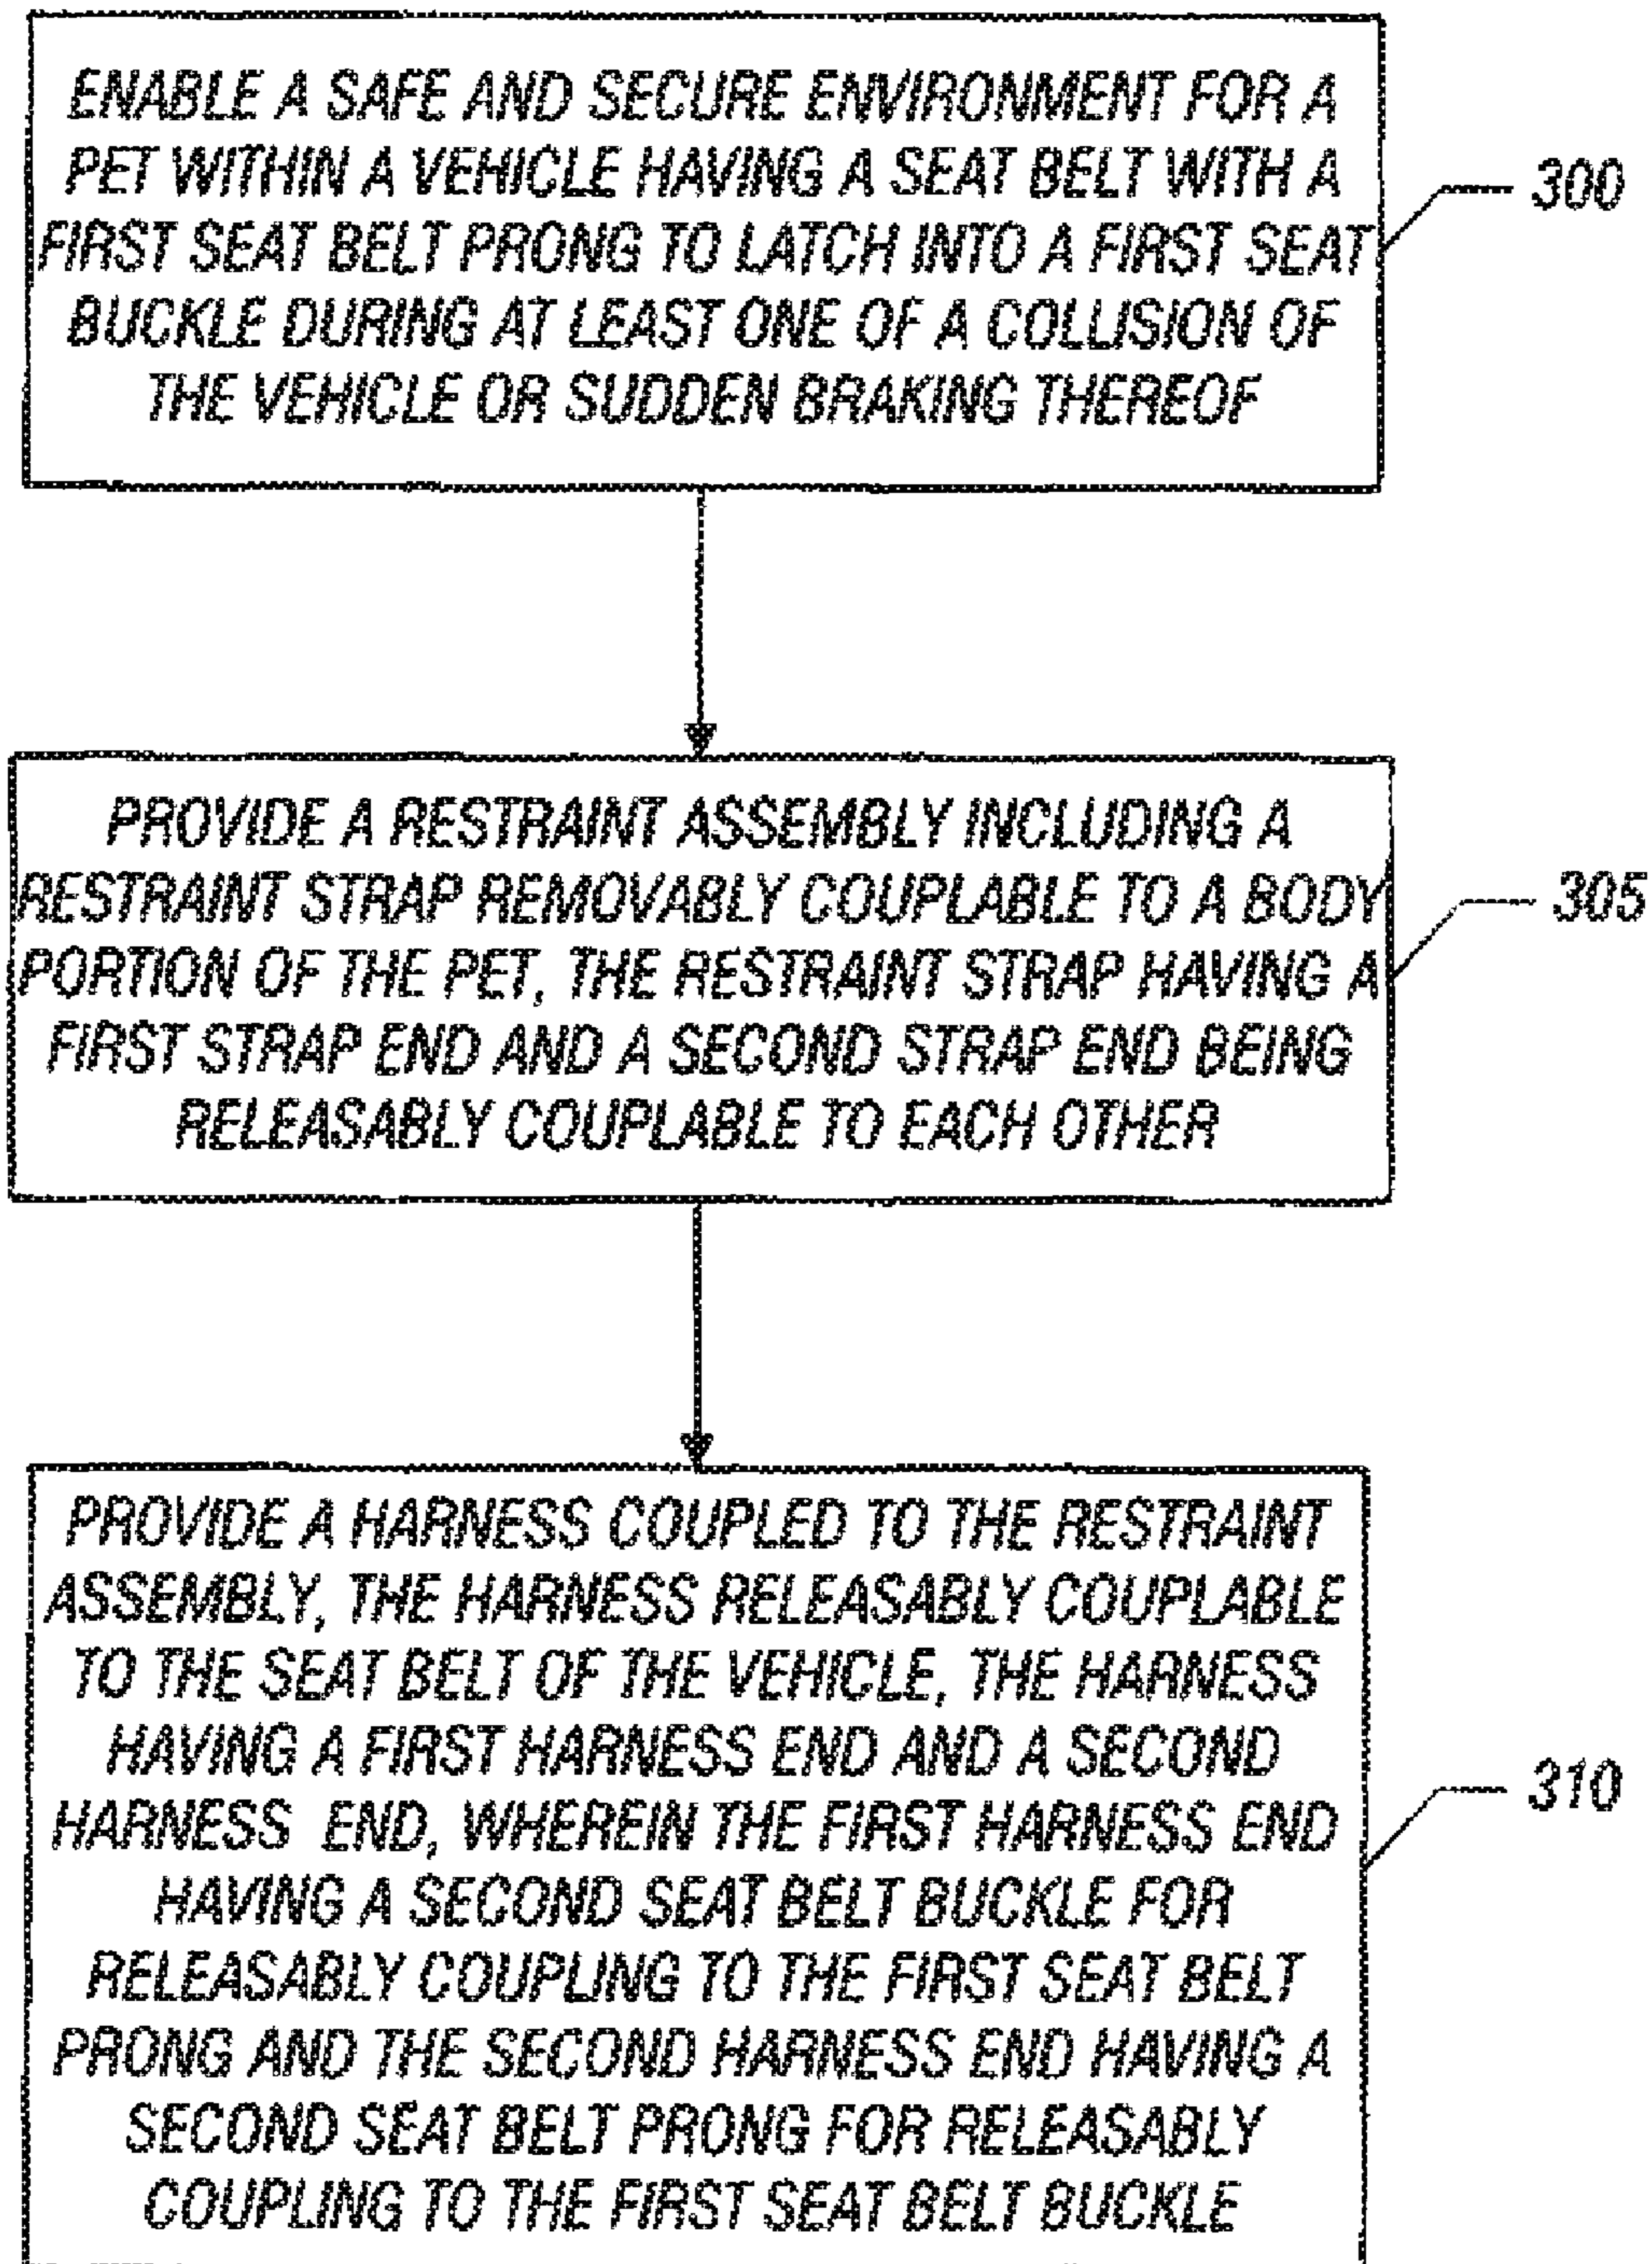 ENABLE A SAFE AND SECURE ENVIRONMENT FOR A
PET WITHIN A VEHICLE HAVING A SEAT BELT WITH A
FIRST SEAT BELT PRONG TO LATCH INTO A FIRST SEAT
BUCKLE DURING AT LEAST ONE OF A COLLISION OF
THE VEHICLE OR SUDDEN BRAKING THEREOF
300
PROVIDE A RESTRAINT ASSEMBLY INCLUDING A
RESTRAINT STRAP REMOVABLY COUPLABLE TO A BODY
PORTION OF THE PET, THE RESTRAINT STRAP HAVING A
FIRST STRAP END AND A SECOND STRAP END BEING
RELEASABLY COUPLABLE TO EACH OTHER
305
PROVIDE A HARNESS COUPLED TO THE RESTRAINT
ASSEMBLY, THE HARNESS RELEASABLY COUPLABLE
TO THE SEAT BELT OF THE VEHICLE, THE HARNESS
HAVING A FIRST HARNESS END AND A SECOND
HARNESS END, WHEREIN THE FIRST HARNESS END
HAVING A SECOND SEAT BELT BUCKLE FOR
RELEASABLY COUPLING TO THE FIRST SEAT BELT
PRONG AND THE SECOND HARNESS END HAVING A
SECOND SEAT BELT PRONG FOR RELEASABLY
COUPLING TO THE FIRST SEAT BELT BUCKLE
310